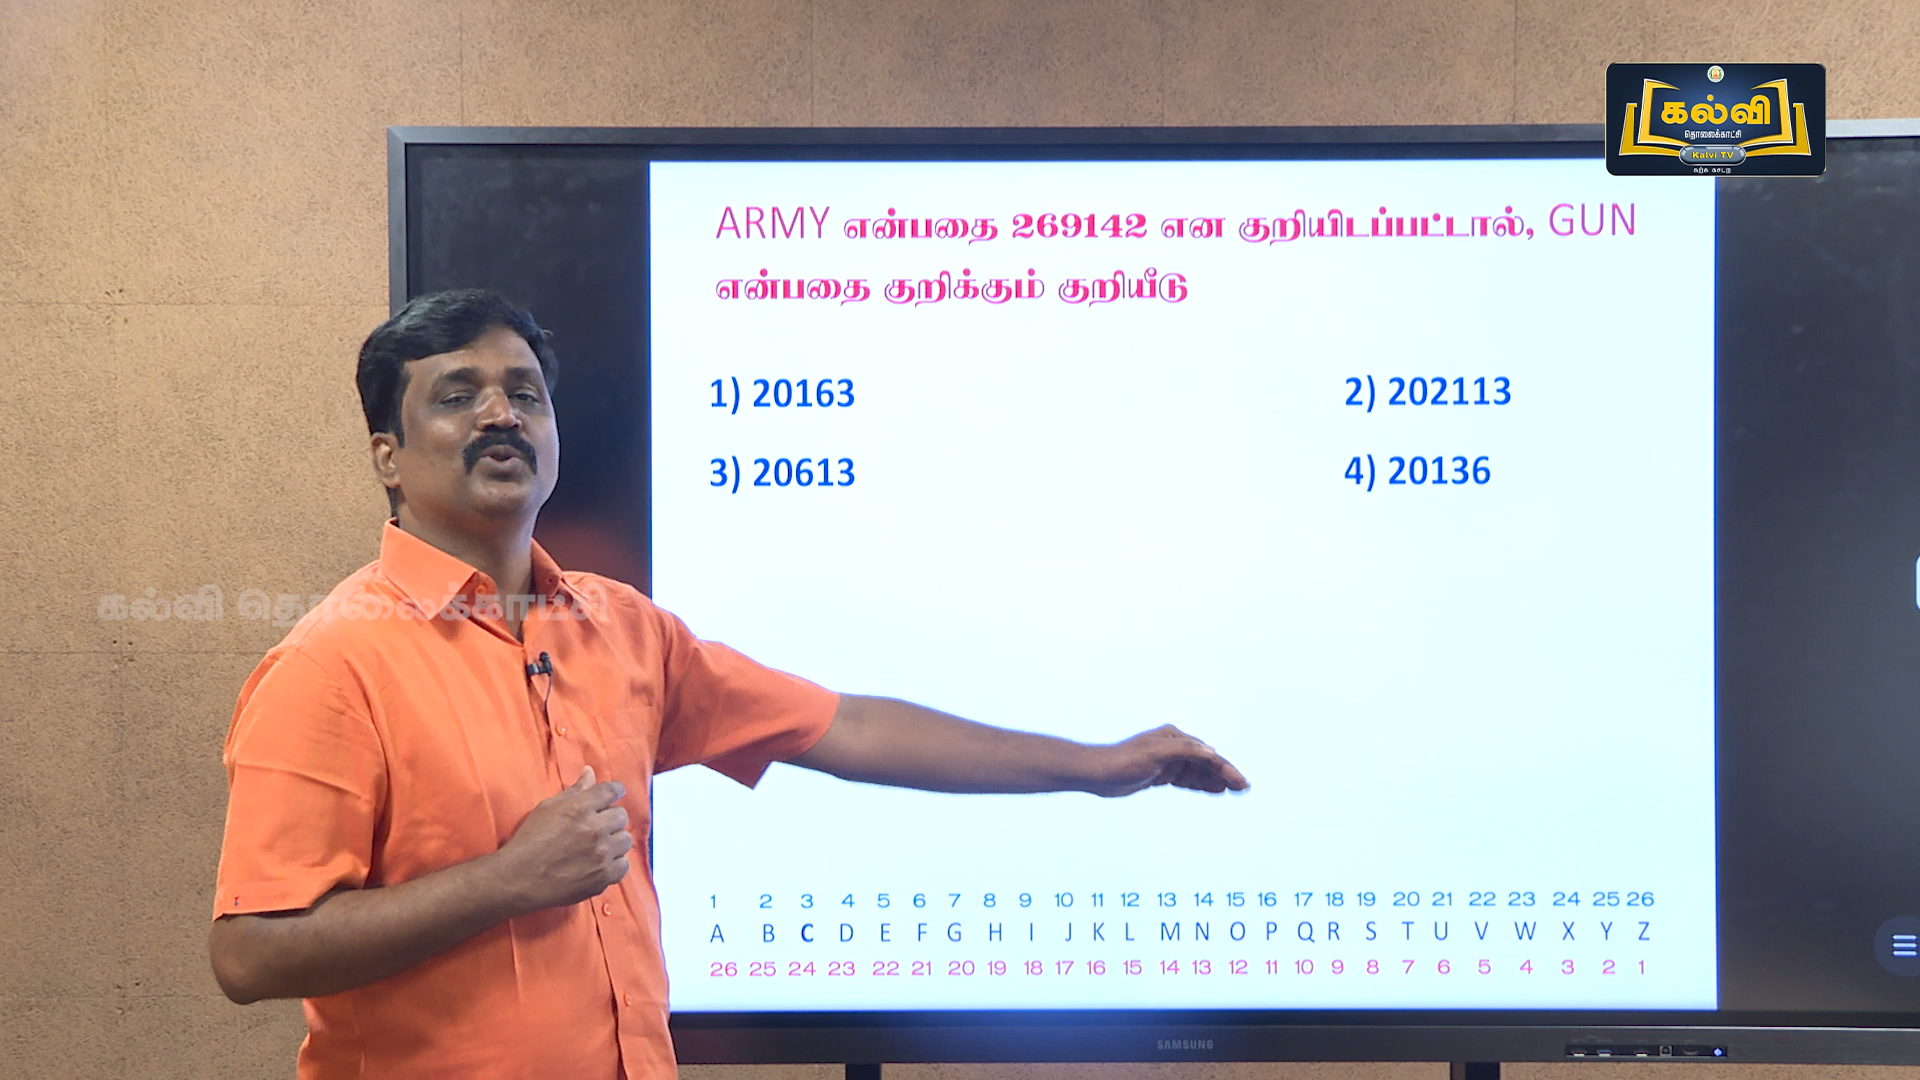 கல்வி
தொலைக்காட்சி
Kalvi TV
கற்க கசடற
ARMY என்பதை 269142 என குறியிடப்பட்டால், GUN
என்பதை குறிக்கும் குறியீடு
1) 20163 2) 202113
3) 20613 4) 20136
கல்வி தொலைக்காட்சி
1 2 3 4 5 6 7 8 9 10 11 12 13 14 15 16 17 18 19 20 21 22 23 24 25 26
A B C D E F G H I J K L M N O P Q R S T U V W X Y Z
26 25 24 23 22 21 20 19 18 17 16 15 14 13 12 11 10 9 8 7 6 5 4 3 2 1
SAMSUNG